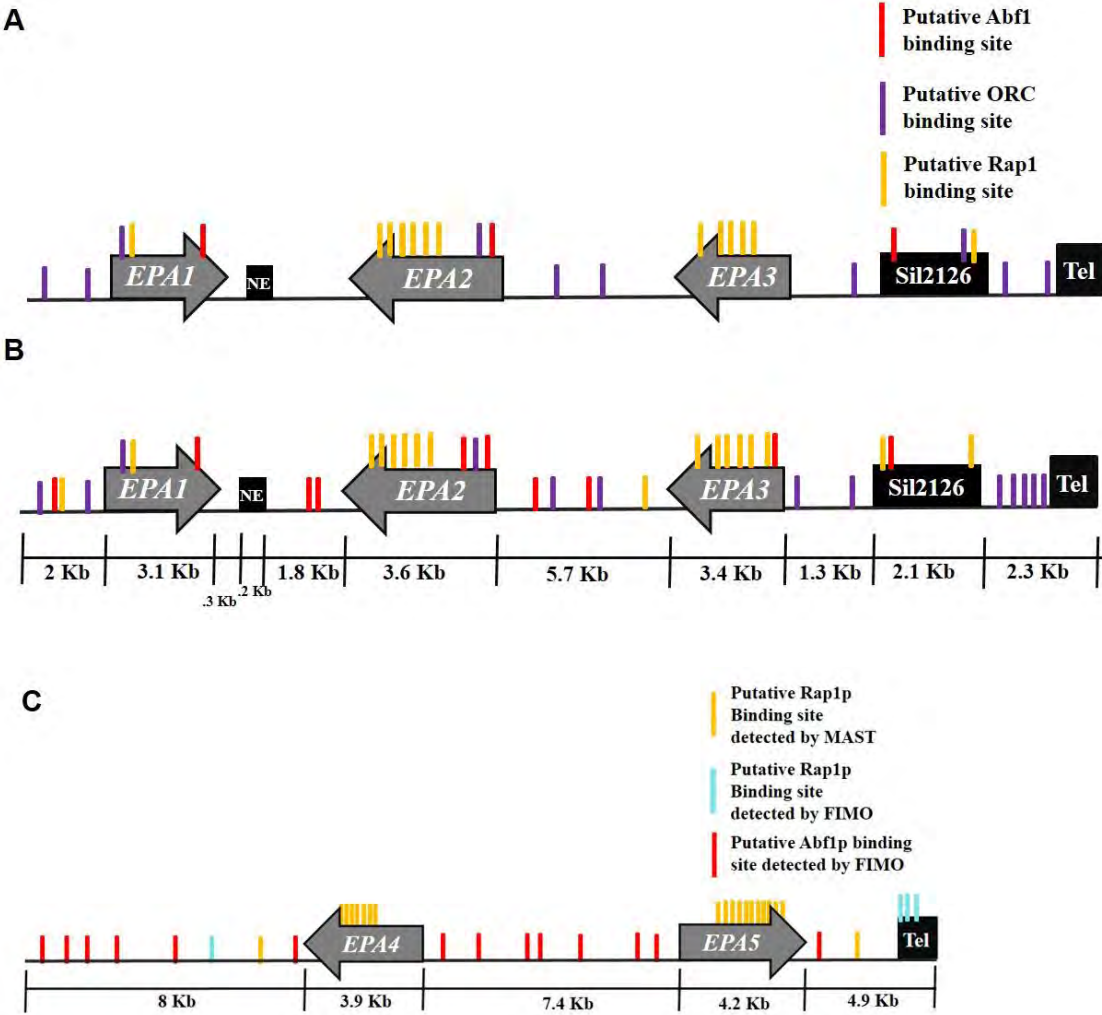 A
Putative Abf1
binding site
Putative ORC
binding site
Putative Rap1
binding site
EPA1
NE
EPA2
EPA3
Sil2126
Tel
B
EPA1
NE
EPA2
EPA3
Sil2126
Tel
2 Kb
3.1 Kb
.3 Kb
.2 Kb
1.8 Kb
3.6 Kb
5.7 Kb
3.4 Kb
1.3 Kb
2.1 Kb
2.3 Kb
C
Putative Rap1p
Binding site
detected by MAST
Putative Rap1p
Binding site
detected by FIMO
Putative Abf1p binding
site detected by FIMO
EPA4
EPA5
Tel
8 Kb
3.9 Kb
7.4 Kb
4.2 Kb
4.9 Kb